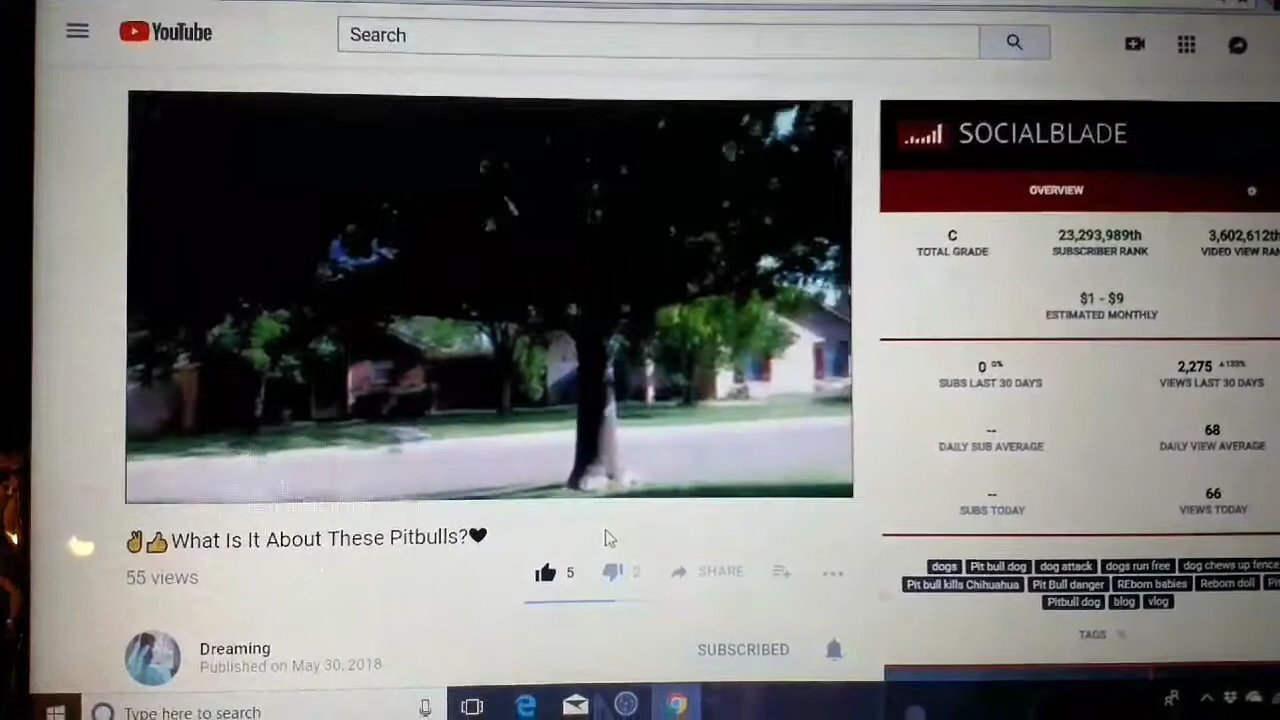 YouTube
Search
SOCIALBLADE
OVERVIEW
C
TOTAL GRADE
23,293,989th
SUBSCRIBER RANK
3,602,612th
VIDEO VIEW RAN
$1 - $9
ESTIMATED MONTHLY
0 0%
SUBS LAST 30 DAYS
2,275
VIEWS LAST 30 DAYS
--
DAILY SUB AVERAGE
68
DAILY VIEW AVERAGE
--
SUBS TODAY
66
VIEWS TODAY
✌👍What Is It About These Pitbulls?♥
55 views
5
2
SHARE
dogs Pit bull dog dog attack dogs run free dog chews up fence
Pit bull kills Chihuahua Pit Bull danger REborn babies Reborn doll
Pitbull dog blog vlog
TAGS
Dreaming
Published on May 30, 2018
SUBSCRIBED
Type here to search